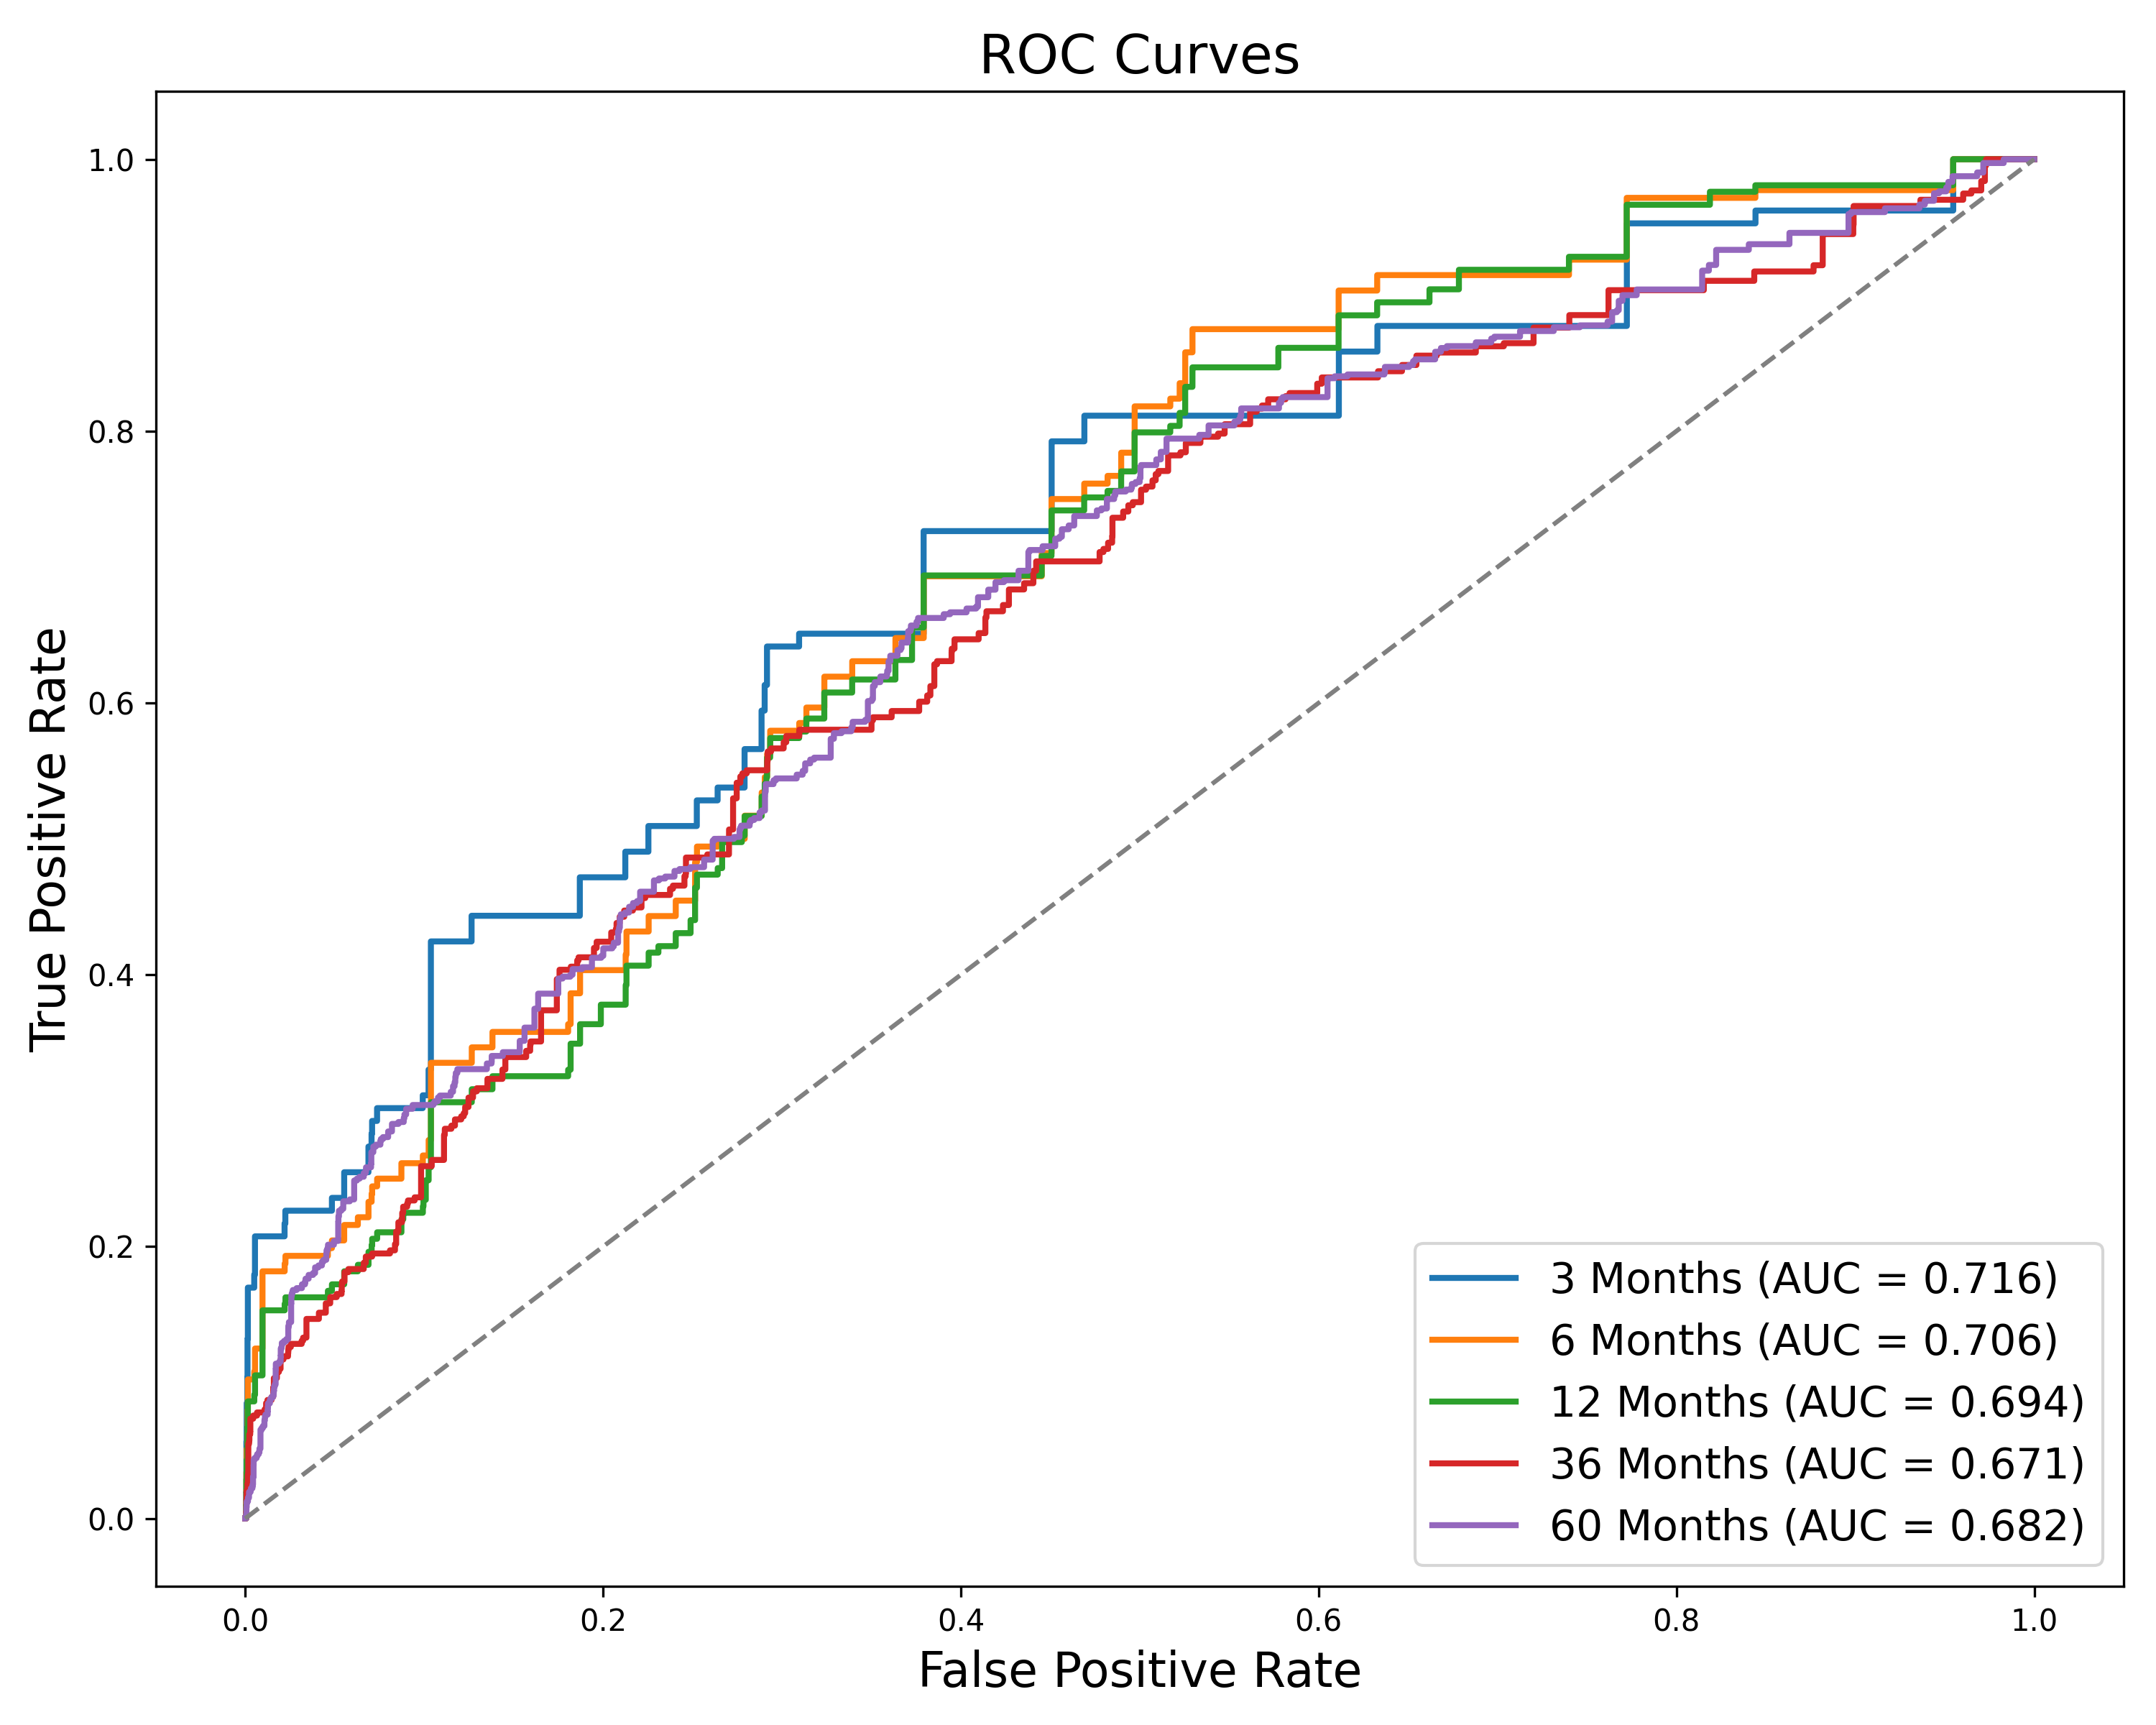 ROC Curves
True Positive Rate
1.0
0.8
0.6
0.4
0.2
0.0
0.0 0.2 0.4 0.6 0.8 1.0
False Positive Rate
3 Months (AUC = 0.716)
6 Months (AUC = 0.706)
12 Months (AUC = 0.694)
36 Months (AUC = 0.671)
60 Months (AUC = 0.682)